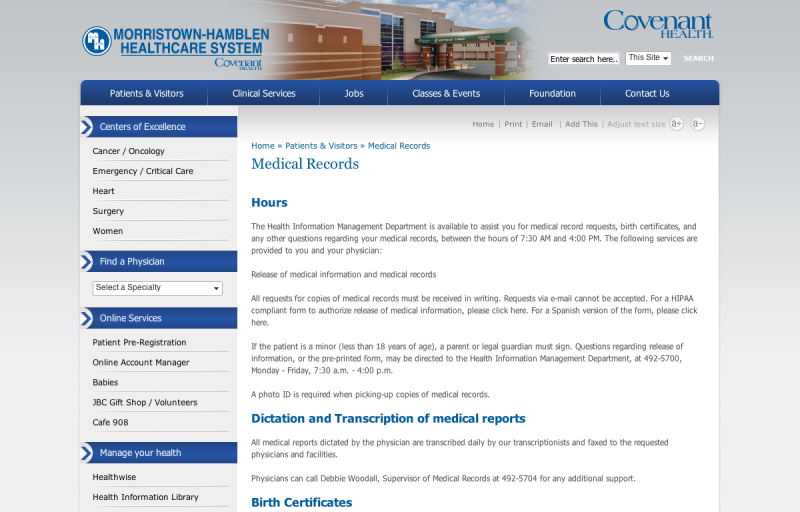 MORRISTOWN-HAMBLEN
HEALTHCARE SYSTEM
Covenant
HEALTH.
Covenant
HEALTH.
Enter search here.. This Site SEARCH
Patients & Visitors Clinical Services Jobs Classes & Events Foundation Contact Us
Home | Print | Email | Add This | Adjust text size a+ a-
Centers of Excellence
Cancer / Oncology
Emergency / Critical Care
Heart
Surgery
Women
Find a Physician
Select a Specialty
Online Services
Patient Pre-Registration
Online Account Manager
Babies
JBC Gift Shop / Volunteers
Cafe 908
Manage your health
Healthwise
Health Information Library
Home » Patients & Visitors » Medical Records
Medical Records
Hours
The Health Information Management Department is available to assist you for medical record requests, birth certificates, and
any other questions regarding your medical records, between the hours of 7:30 AM and 4:00 PM. The following services are
provided to you and your physician:
Release of medical information and medical records
All requests for copies of medical records must be received in writing. Requests via e-mail cannot be accepted. For a HIPAA
compliant form to authorize release of medical information, please click here. For a Spanish version of the form, please click
here.
If the patient is a minor (less than 18 years of age), a parent or legal guardian must sign. Questions regarding release of
information, or the pre-printed form, may be directed to the Health Information Management Department, at 492-5700,
Monday - Friday, 7:30 a.m. - 4:00 p.m.
A photo ID is required when picking-up copies of medical records.
Dictation and Transcription of medical reports
All medical reports dictated by the physician are transcribed daily by our transcriptionists and faxed to the requested
physicians and facilities.
Physicians can call Debbie Woodall, Supervisor of Medical Records at 492-5704 for any additional support.
Birth Certificates